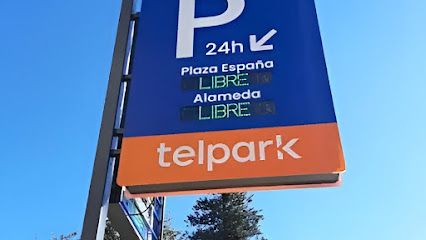 P
24h
Plaza España
LIBRE
Alameda
LIBRE
telpark